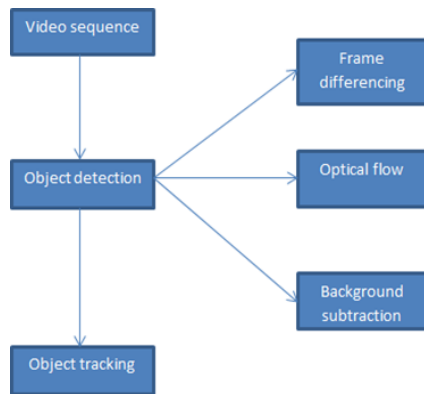 Video sequence
Frame
differencing
Object detection
Optical flow
Background
subtraction
Object tracking